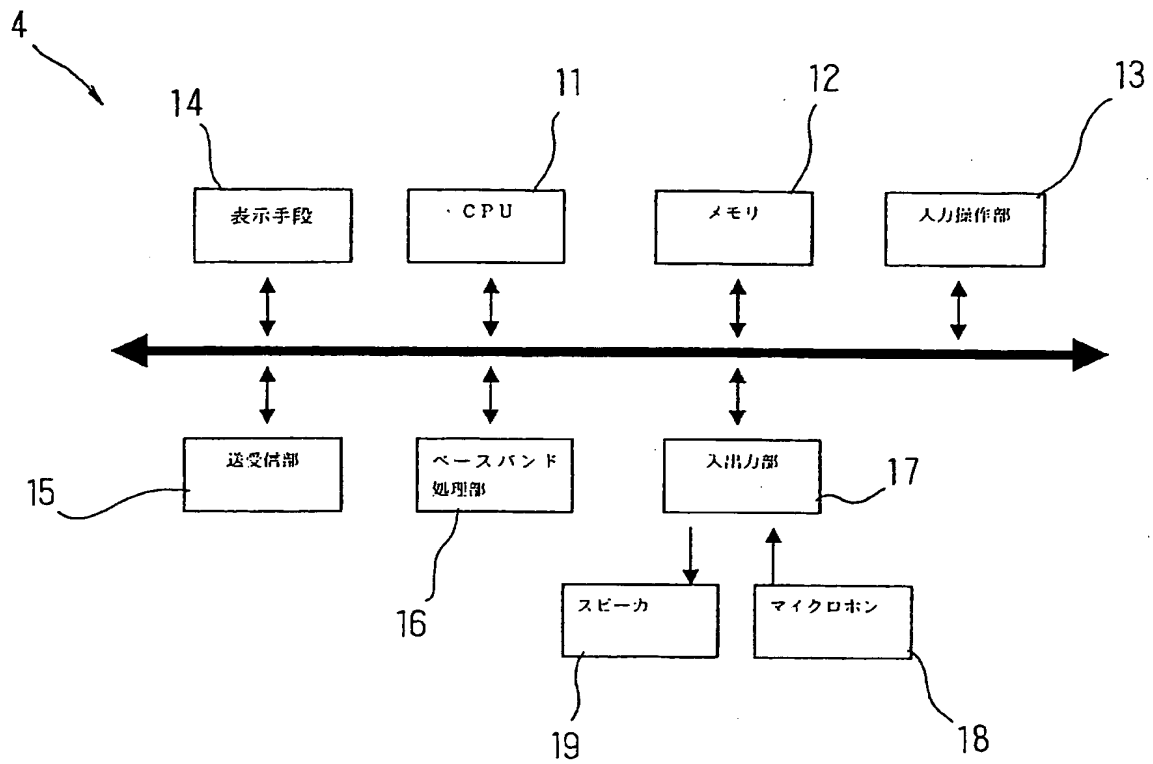 4
14
11
12
13
表示手段
CPU
メモリ
入力操作部
送受信部
ベースバンド
処理部
入出力部
15
17
16
スピーカ
マイクロホン
19
18